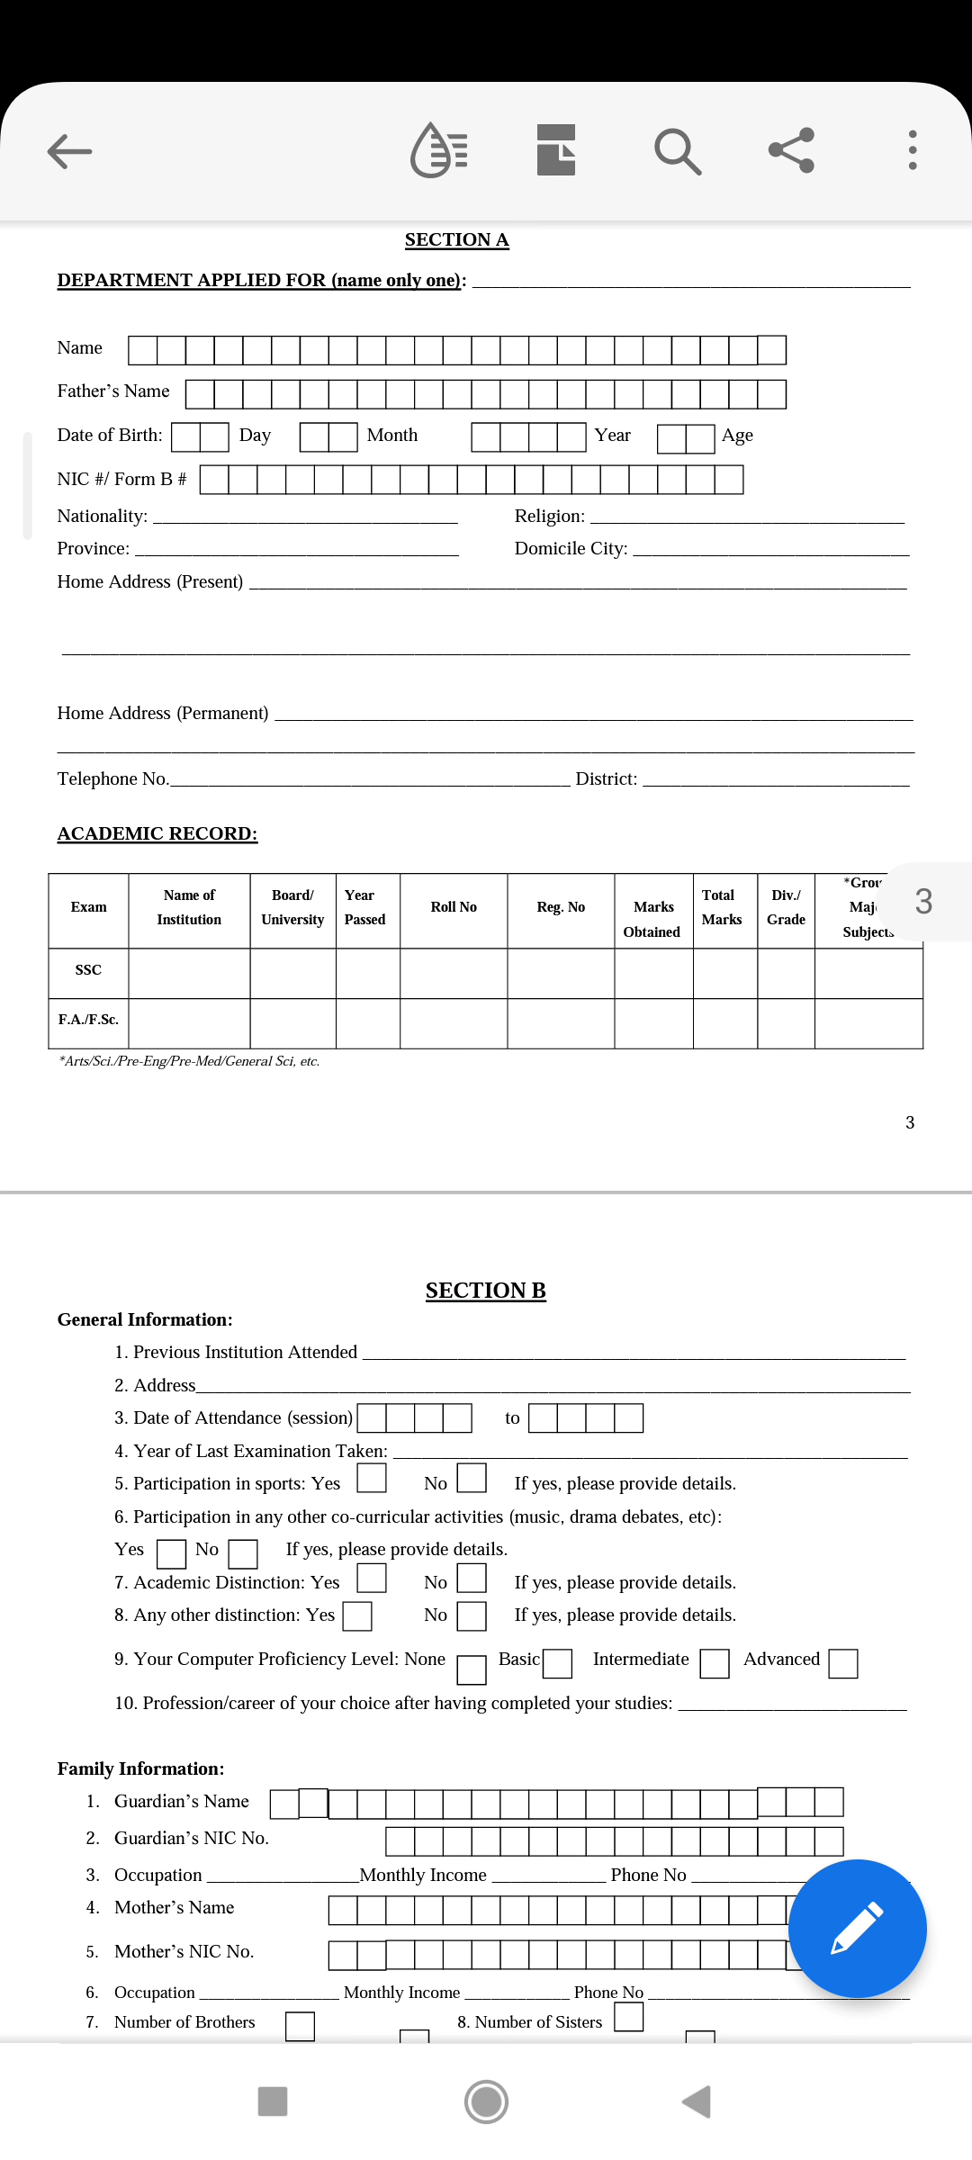 SECTION A
DEPARTMENT APPLIED FOR (name only one):
Name
Father's Name
Date of Birth: Day Month Year Age
NIC #/ Form B #
Nationality: Religion:
Province: Domicile City:
Home Address (Present)
Home Address (Permanent)
Telephone No. District:
ACADEMIC RECORD:
Exam Name of Institution Board/ University Year Passed Roll No Reg. No Marks Obtained Total Marks Div./ Grade Subjects
SSC
F.A./F.Sc.
*Arts/Sci./Pre-Eng/Pre-Med/General Sci, etc.
3
3
SECTION B
General Information:
1. Previous Institution Attended
2. Address
3. Date of Attendance (session) to
4. Year of Last Examination Taken:
5. Participation in sports: Yes No If yes, please provide details.
6. Participation in any other co-curricular activities (music, drama debates, etc):
Yes No If yes, please provide details.
7. Academic Distinction: Yes No If yes, please provide details.
8. Any other distinction: Yes No If yes, please provide details.
9. Your Computer Proficiency Level: None Basic Intermediate Advanced
10. Profession/career of your choice after having completed your studies:
Family Information:
1. Guardian's Name
2. Guardian's NIC No.
3. Occupation Monthly Income Phone No
4. Mother's Name
5. Mother's NIC No.
6. Occupation Monthly Income Phone No
7. Number of Brothers 8. Number of Sisters